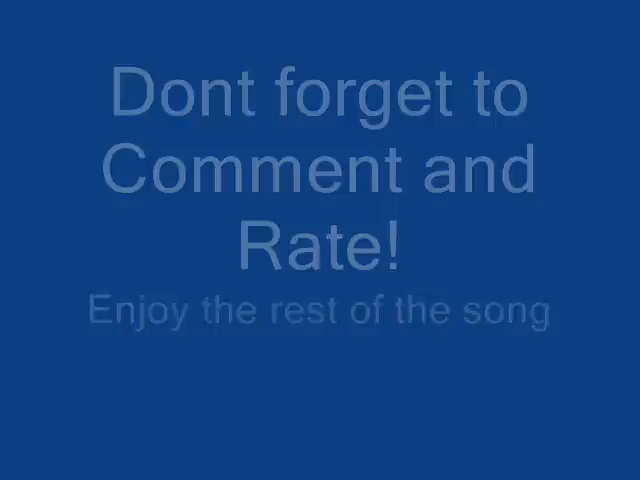 Dont forget to
Comment and
Rate!
Enjoy the rest of the song